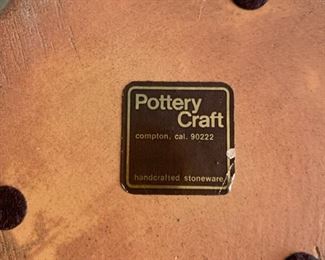 Pottery
Craft
compton, cal. 90222
handcrafted stoneware